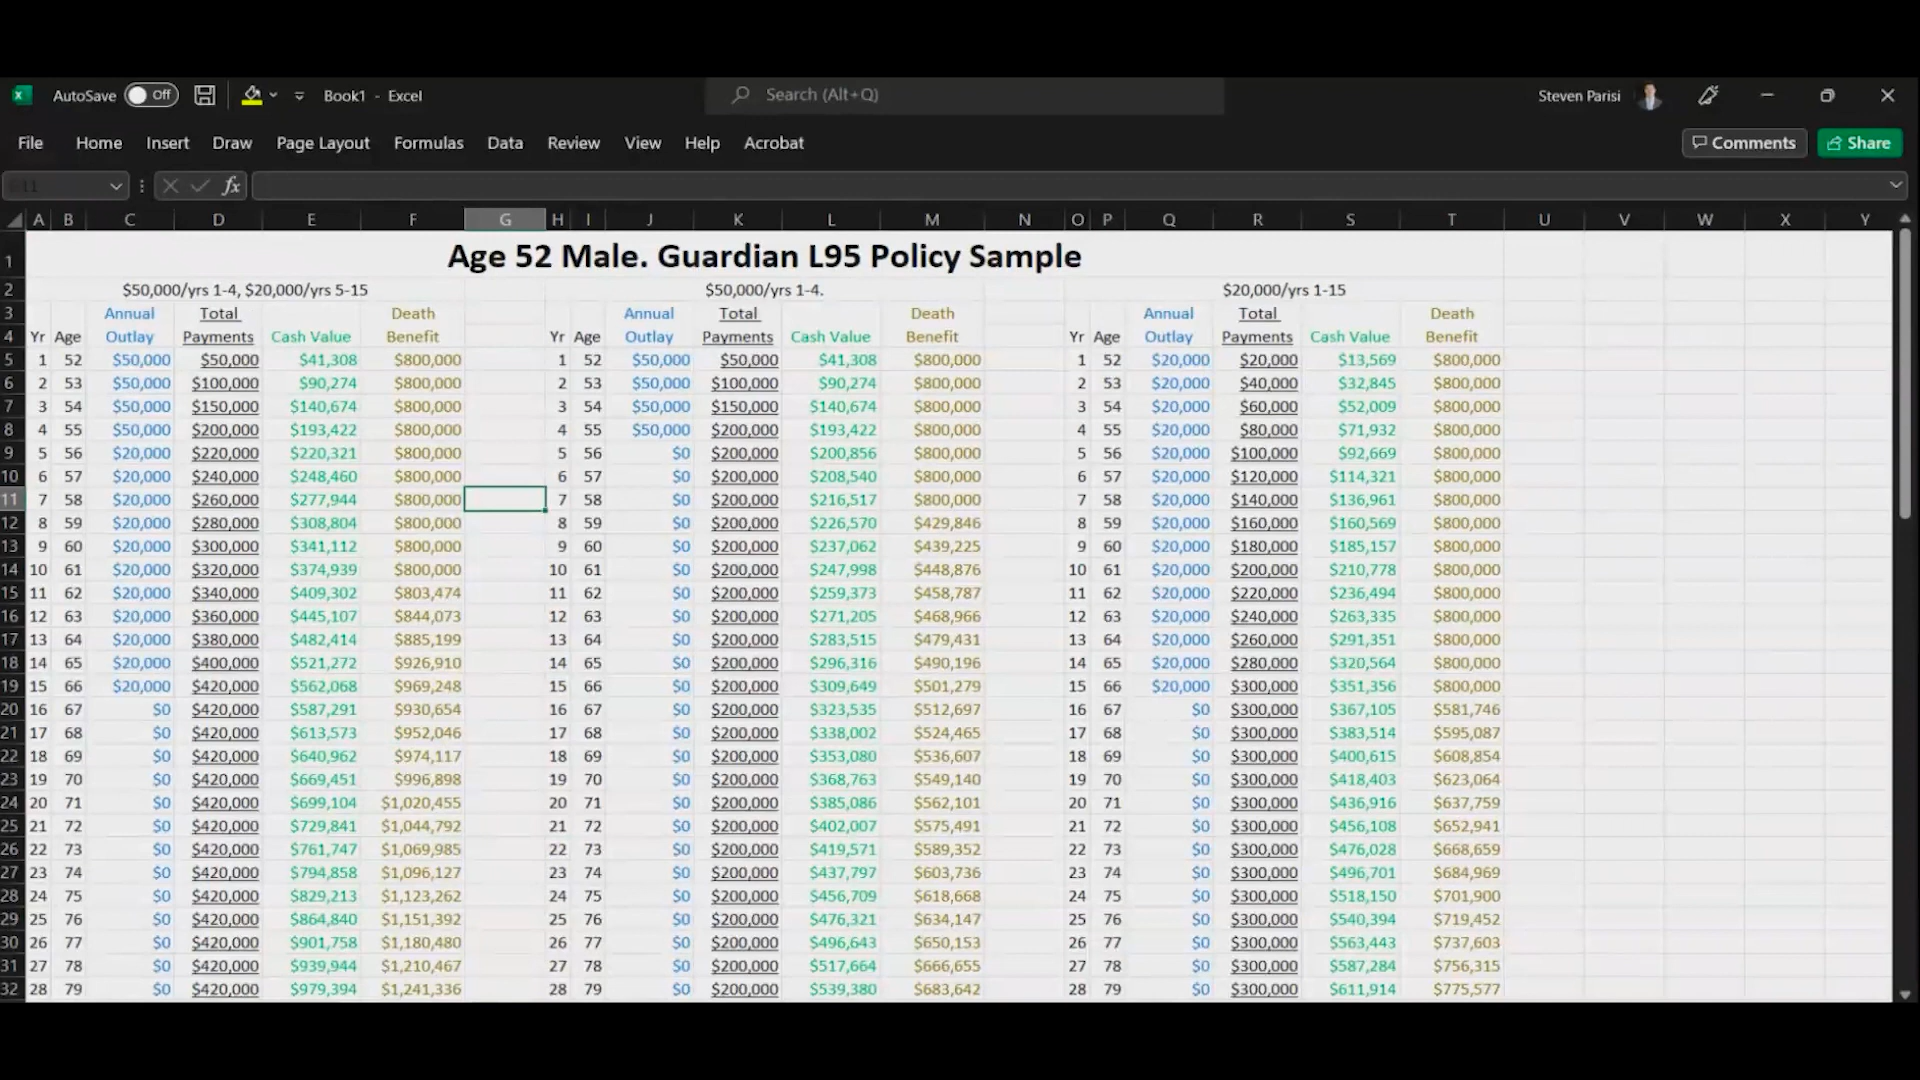 AutoSave Off Book1 - Excel Search (Alt+Q) Steven Parisi
File Home Insert Draw Page Layout Formulas Data Review View Help Acrobat Comments Share
fx
A B C D E F G H I J K L M N O P Q R S T U V W X Y
1 Age 52 Male. Guardian L95 Policy Sample
2 $50,000/yrs 1-4, $20,000/yrs 5-15 $50,000/yrs 1-4. $20,000/yrs 1-15
3 Annual Total Death Annual Total Death Annual Total Death
4 Yr Age Outlay Payments Cash Value Benefit Yr Age Outlay Payments Cash Value Benefit Yr Age Outlay Payments Cash Value Benefit
5 1 52 $50,000 $50,000 $41,308 $800,000 1 52 $50,000 $50,000 $41,308 $800,000 1 52 $20,000 $20,000 $13,569 $800,000
6 2 53 $50,000 $100,000 $90,274 $800,000 2 53 $50,000 $100,000 $90,274 $800,000 2 53 $20,000 $40,000 $32,845 $800,000
7 3 54 $50,000 $150,000 $140,674 $800,000 3 54 $50,000 $150,000 $140,674 $800,000 3 54 $20,000 $60,000 $52,009 $800,000
8 4 55 $50,000 $200,000 $193,422 $800,000 4 55 $50,000 $200,000 $193,422 $800,000 4 55 $20,000 $80,000 $71,932 $800,000
9 5 56 $20,000 $220,000 $220,321 $800,000 5 56 $0 $200,000 $200,856 $800,000 5 56 $20,000 $100,000 $92,669 $800,000
10 6 57 $20,000 $240,000 $248,460 $800,000 6 57 $0 $200,000 $208,540 $800,000 6 57 $20,000 $120,000 $114,321 $800,000
11 7 58 $20,000 $260,000 $277,944 $800,000 7 58 $0 $200,000 $216,517 $800,000 7 58 $20,000 $140,000 $136,961 $800,000
12 8 59 $20,000 $280,000 $308,804 $800,000 8 59 $0 $200,000 $226,570 $429,846 8 59 $20,000 $160,000 $160,569 $800,000
13 9 60 $20,000 $300,000 $341,112 $800,000 9 60 $0 $200,000 $237,062 $439,225 9 60 $20,000 $180,000 $185,157 $800,000
14 10 61 $20,000 $320,000 $374,939 $800,000 10 61 $0 $200,000 $247,998 $448,876 10 61 $20,000 $200,000 $210,778 $800,000
15 11 62 $20,000 $340,000 $409,302 $803,474 11 62 $0 $200,000 $259,373 $458,787 11 62 $20,000 $220,000 $236,494 $800,000
16 12 63 $20,000 $360,000 $445,107 $844,073 12 63 $0 $200,000 $271,205 $468,966 12 63 $20,000 $240,000 $263,335 $800,000
17 13 64 $20,000 $380,000 $482,414 $885,199 13 64 $0 $200,000 $283,515 $479,431 13 64 $20,000 $260,000 $291,351 $800,000
18 14 65 $20,000 $400,000 $521,272 $926,910 14 65 $0 $200,000 $296,316 $490,196 14 65 $20,000 $280,000 $320,564 $800,000
19 15 66 $20,000 $420,000 $562,068 $969,248 15 66 $0 $200,000 $309,649 $501,279 15 66 $20,000 $300,000 $351,356 $800,000
20 16 67 $0 $420,000 $587,291 $930,654 16 67 $0 $200,000 $323,535 $512,697 16 67 $0 $300,000 $367,105 $581,746
21 17 68 $0 $420,000 $613,573 $952,046 17 68 $0 $200,000 $338,002 $524,465 17 68 $0 $300,000 $383,514 $595,087
22 18 69 $0 $420,000 $640,962 $974,117 18 69 $0 $200,000 $353,080 $536,607 18 69 $0 $300,000 $400,615 $608,854
23 19 70 $0 $420,000 $669,451 $996,898 19 70 $0 $200,000 $368,763 $549,140 19 70 $0 $300,000 $418,403 $623,064
24 20 71 $0 $420,000 $699,104 $1,020,455 20 71 $0 $200,000 $385,086 $562,101 20 71 $0 $300,000 $436,916 $637,759
25 21 72 $0 $420,000 $729,841 $1,044,792 21 72 $0 $200,000 $402,007 $575,491 21 72 $0 $300,000 $456,108 $652,941
26 22 73 $0 $420,000 $761,747 $1,069,985 22 73 $0 $200,000 $419,571 $589,352 22 73 $0 $300,000 $476,028 $668,659
27 23 74 $0 $420,000 $794,858 $1,096,127 23 74 $0 $200,000 $437,797 $603,736 23 74 $0 $300,000 $496,701 $684,969
28 24 75 $0 $420,000 $829,213 $1,123,262 24 75 $0 $200,000 $456,709 $618,668 24 75 $0 $300,000 $518,150 $701,900
29 25 76 $0 $420,000 $864,840 $1,151,392 25 76 $0 $200,000 $476,321 $634,147 25 76 $0 $300,000 $540,394 $719,452
30 26 77 $0 $420,000 $901,758 $1,180,480 26 77 $0 $200,000 $496,643 $650,153 26 77 $0 $300,000 $563,443 $737,603
31 27 78 $0 $420,000 $939,944 $1,210,467 27 78 $0 $200,000 $517,664 $666,655 27 78 $0 $300,000 $587,284 $756,315
32 28 79 $0 $420,000 $979,394 $1,241,336 28 79 $0 $200,000 $539,380 $683,642 28 79 $0 $300,000 $611,914 $775,577